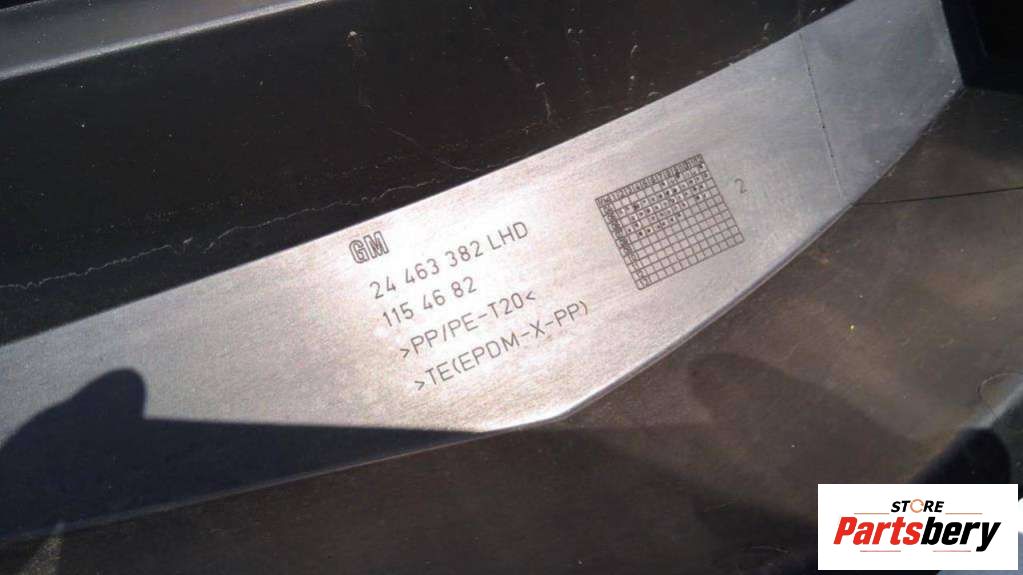 GM
24 463 382 LHD
115 46 82
>PP/PE-T20<
>TE(EPDM-X-PP)
2
STORE
Partsbery